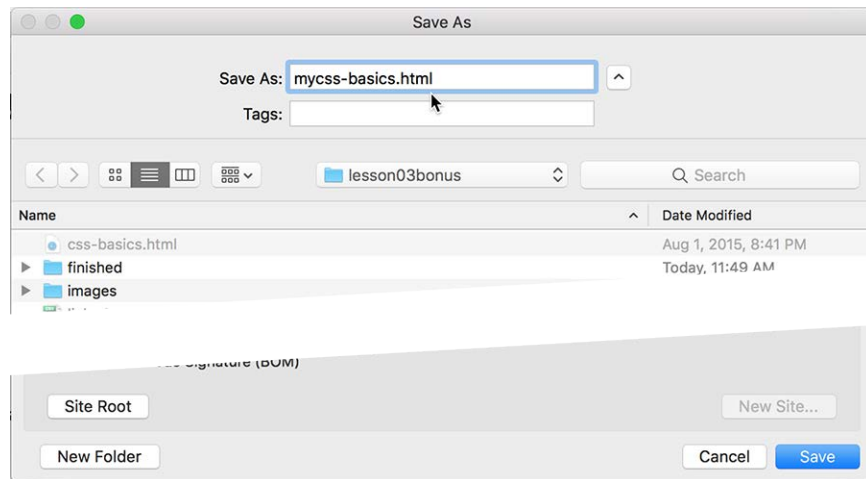 Save As
Save As: mycss-basics.html
Tags:
lesson03bonus
Search
Name Date Modified
css-basics.html Aug 1, 2015, 8:41 PM
finished Today, 11:49 AM
images
Signature (BOM)
Site Root New Site...
New Folder Cancel Save